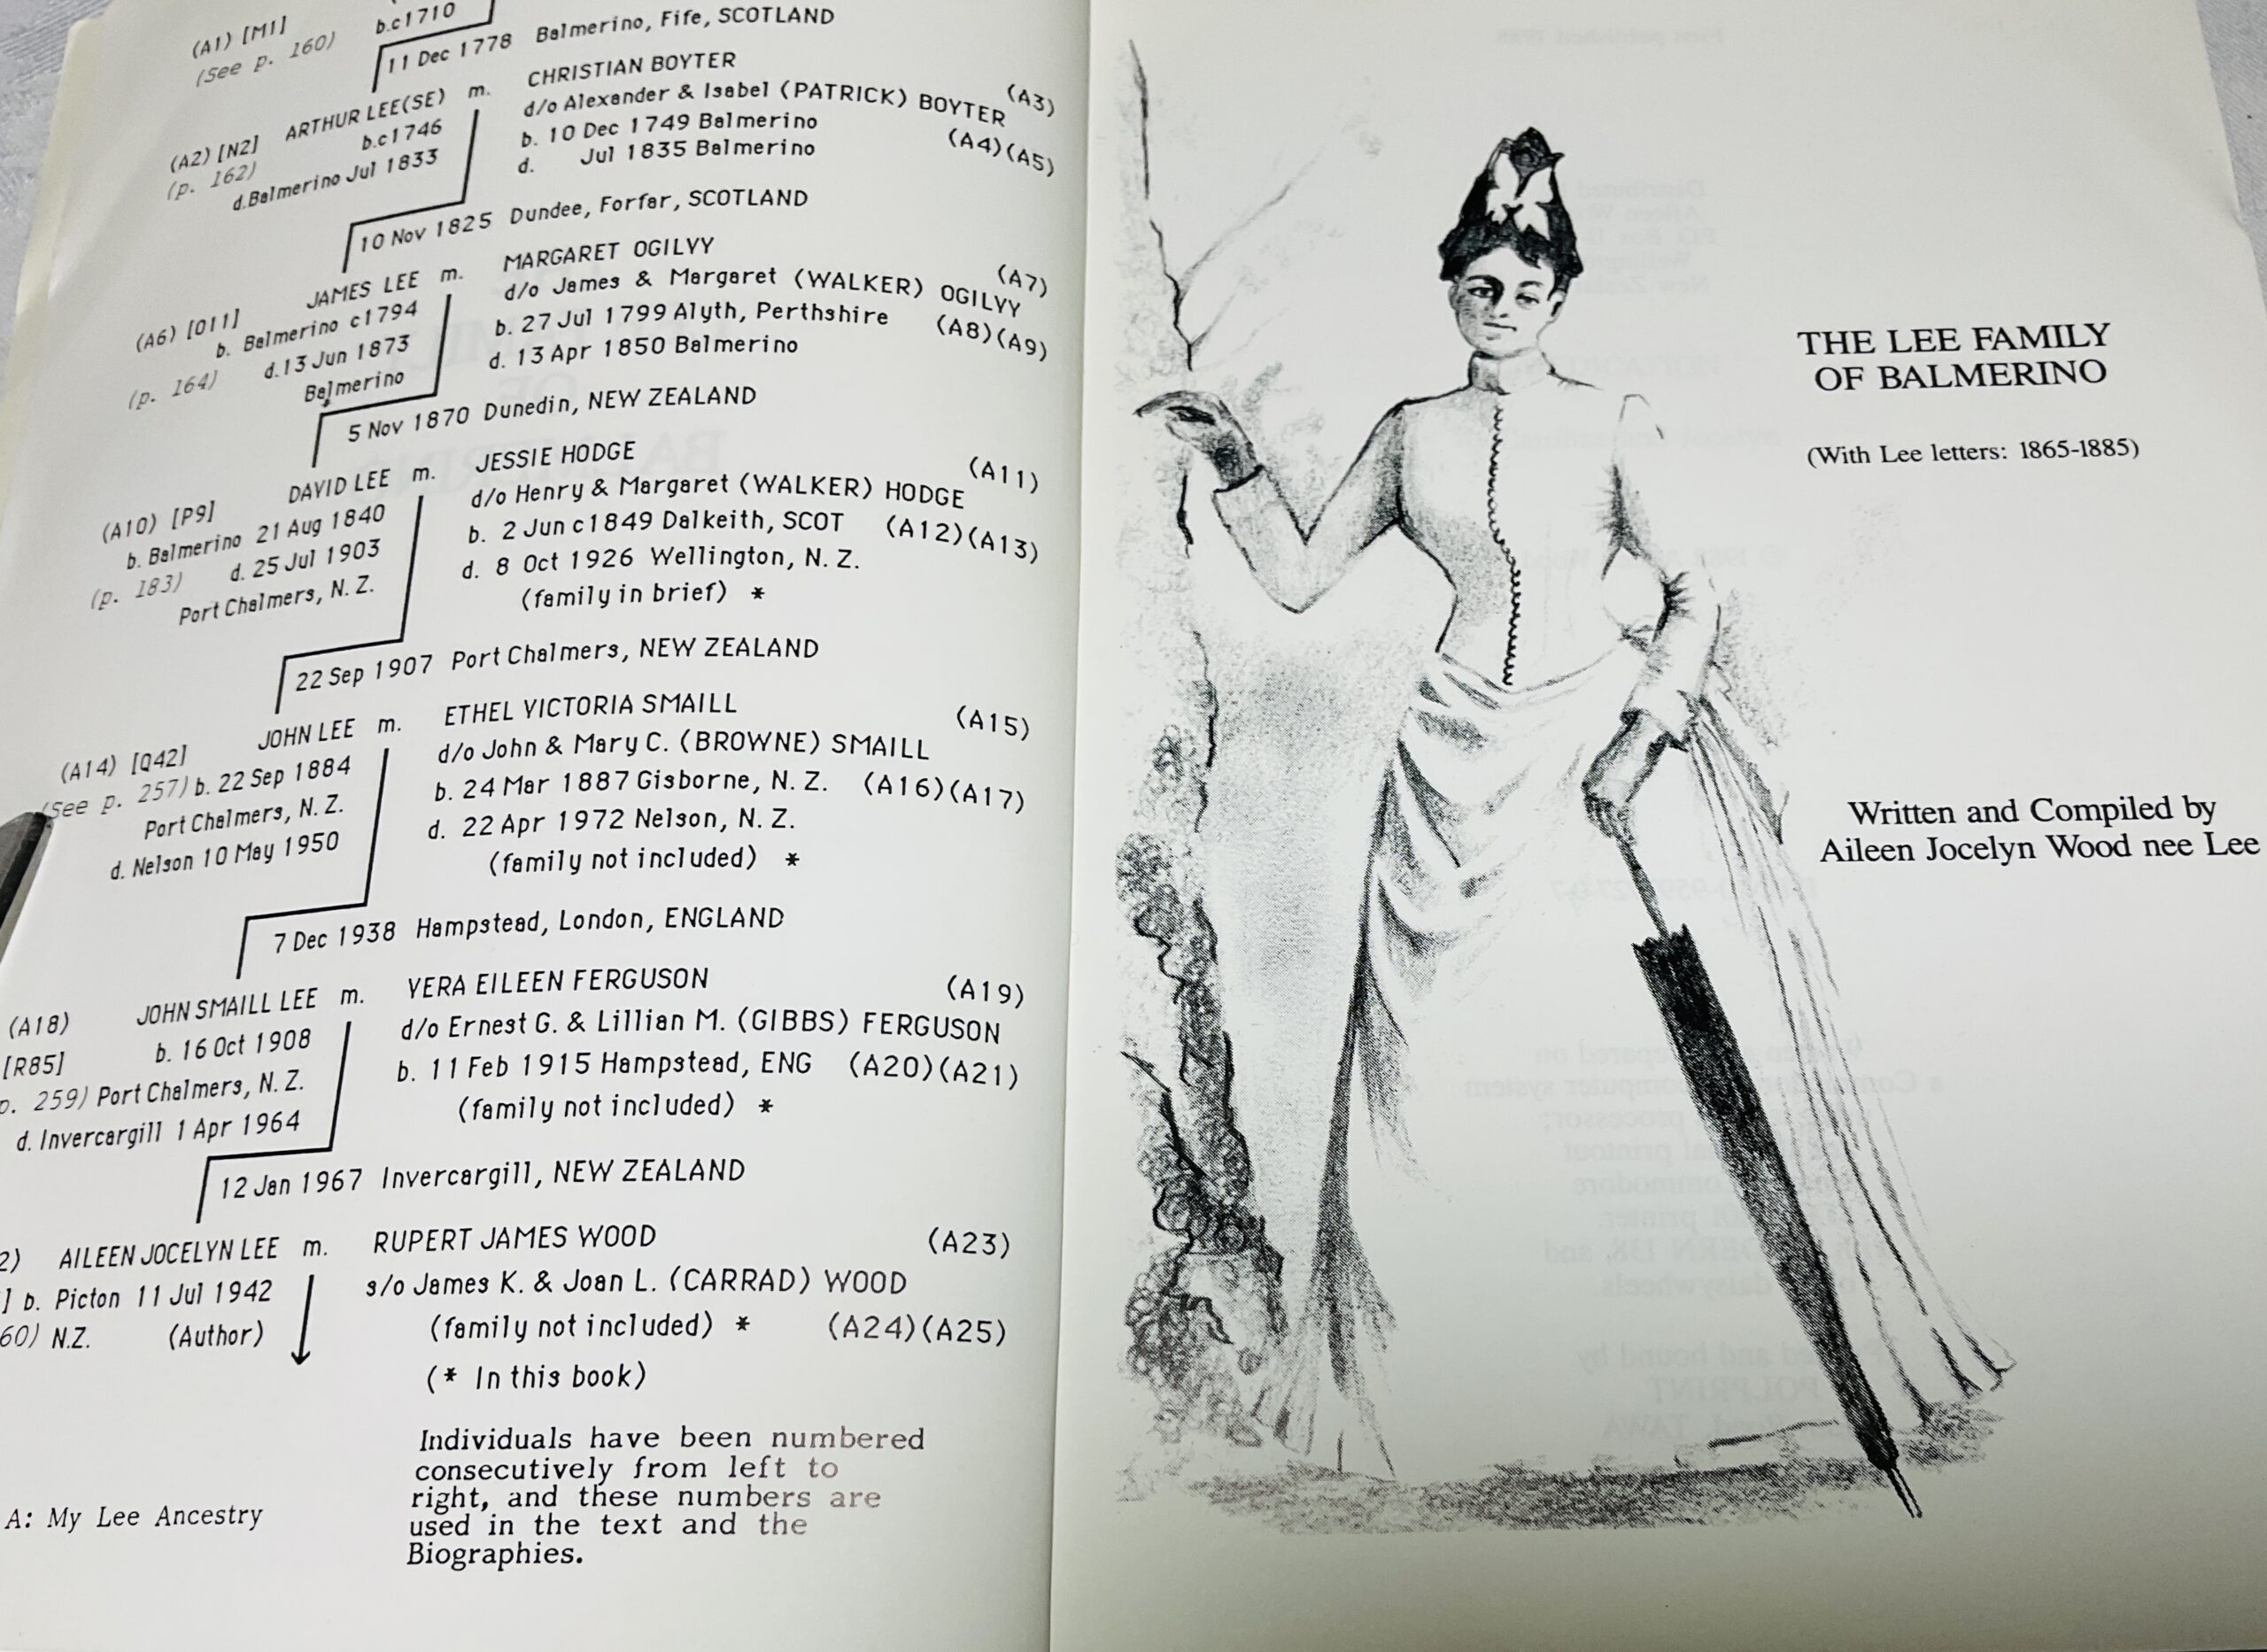 (A1) [M1] b.c1710
(See p. 160)
11 Dec 1778 Balmerino, Fife, SCOTLAND
(A2) [N2] ARTHUR LEE(SE) m. CHRISTIAN BOYTER (A3)
(p. 162) b.c1746 d/o Alexander & Isabel (PATRICK) BOYTER
d.Balmerino Jul 1833 b. 10 Dec 1749 Balmerino (A4)(A5)
d. Jul 1835 Balmerino
10 Nov 1825 Dundee, Forfar, SCOTLAND
(A6) [O11] JAMES LEE m. MARGARET OGILVY (A7)
b. Balmerino c1794 d/o James & Margaret (WALKER) OGILVY
(p. 164) d.13 Jun 1873 b. 27 Jul 1799 Alyth, Perthshire (A8)(A9)
Balmerino d. 13 Apr 1850 Balmerino
5 Nov 1870 Dunedin, NEW ZEALAND
(A10) [P9] DAVID LEE m. JESSIE HODGE (A11)
b. Balmerino 21 Aug 1840 d/o Henry & Margaret (WALKER) HODGE
(p. 183) d. 25 Jul 1903 b. 2 Jun c1849 Dalkeith, SCOT (A12)(A13)
Port Chalmers, N. Z. d. 8 Oct 1926 Wellington, N. Z.
(family in brief) *
22 Sep 1907 Port Chalmers, NEW ZEALAND
(A14) [Q42] JOHN LEE m. ETHEL VICTORIA SMAILL (A15)
(See p. 257) b. 22 Sep 1884 d/o John & Mary C. (BROWNE) SMAILL
Port Chalmers, N. Z. b. 24 Mar 1887 Gisborne, N. Z. (A16)(A17)
d. Nelson 10 May 1950 d. 22 Apr 1972 Nelson, N. Z.
(family not included) *
7 Dec 1938 Hampstead, London, ENGLAND
(A18) JOHN SMAILL LEE m. VERA EILEEN FERGUSON (A19)
[R85] b. 16 Oct 1908 d/o Ernest G. & Lillian M. (GIBBS) FERGUSON
p. 259) Port Chalmers, N. Z. b. 11 Feb 1915 Hampstead, ENG (A20)(A21)
d. Invercargill 1 Apr 1964 (family not included) *
12 Jan 1967 Invercargill, NEW ZEALAND
2) AILEEN JOCELYN LEE m. RUPERT JAMES WOOD (A23)
] b. Picton 11 Jul 1942 s/o James K. & Joan L. (CARRAD) WOOD
60) N.Z. (Author) (family not included) * (A24)(A25)
(* In this book)
Individuals have been numbered
consecutively from left to
right, and these numbers are
used in the text and the
Biographies.
A: My Lee Ancestry
THE LEE FAMILY
OF BALMERINO
(With Lee letters: 1865-1885)
Written and Compiled by
Aileen Jocelyn Wood nee Lee